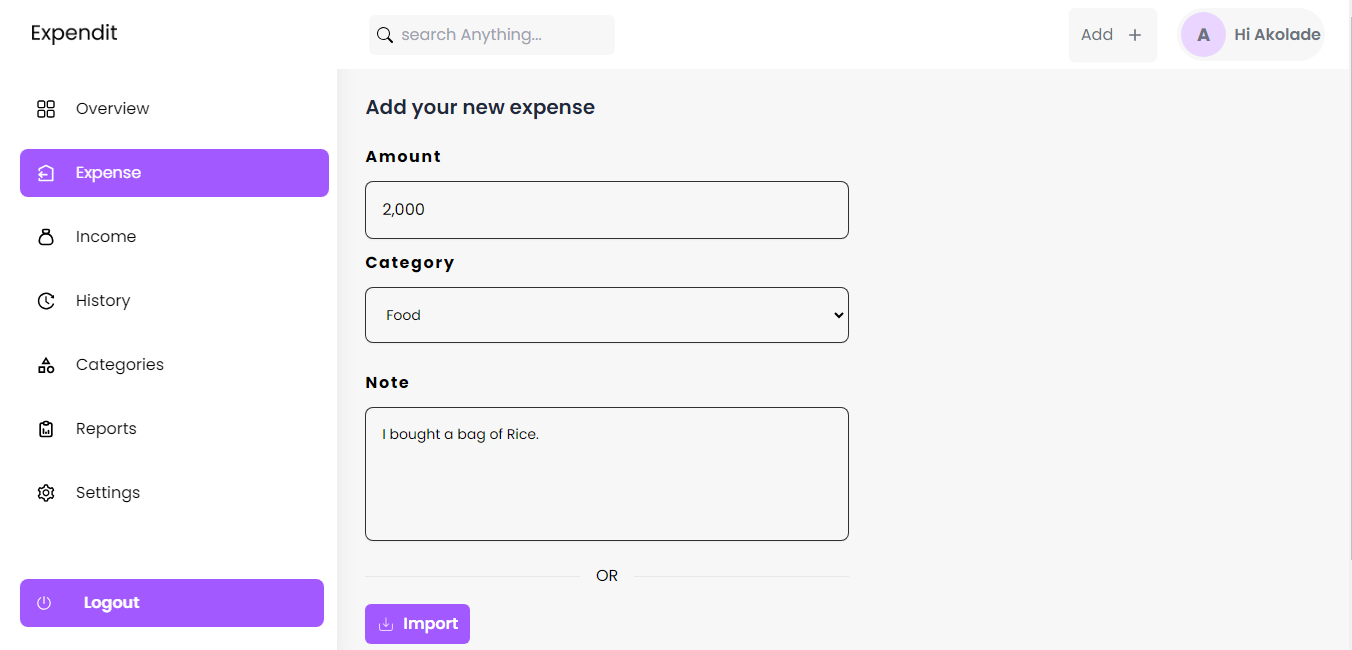 Expendit
search Anything...
Add +
A
Hi Akolade
Overview
Expense
Income
History
Categories
Reports
Settings
Logout
Add your new expense
Amount
2,000
Category
Food
Note
I bought a bag of Rice.
OR
Import